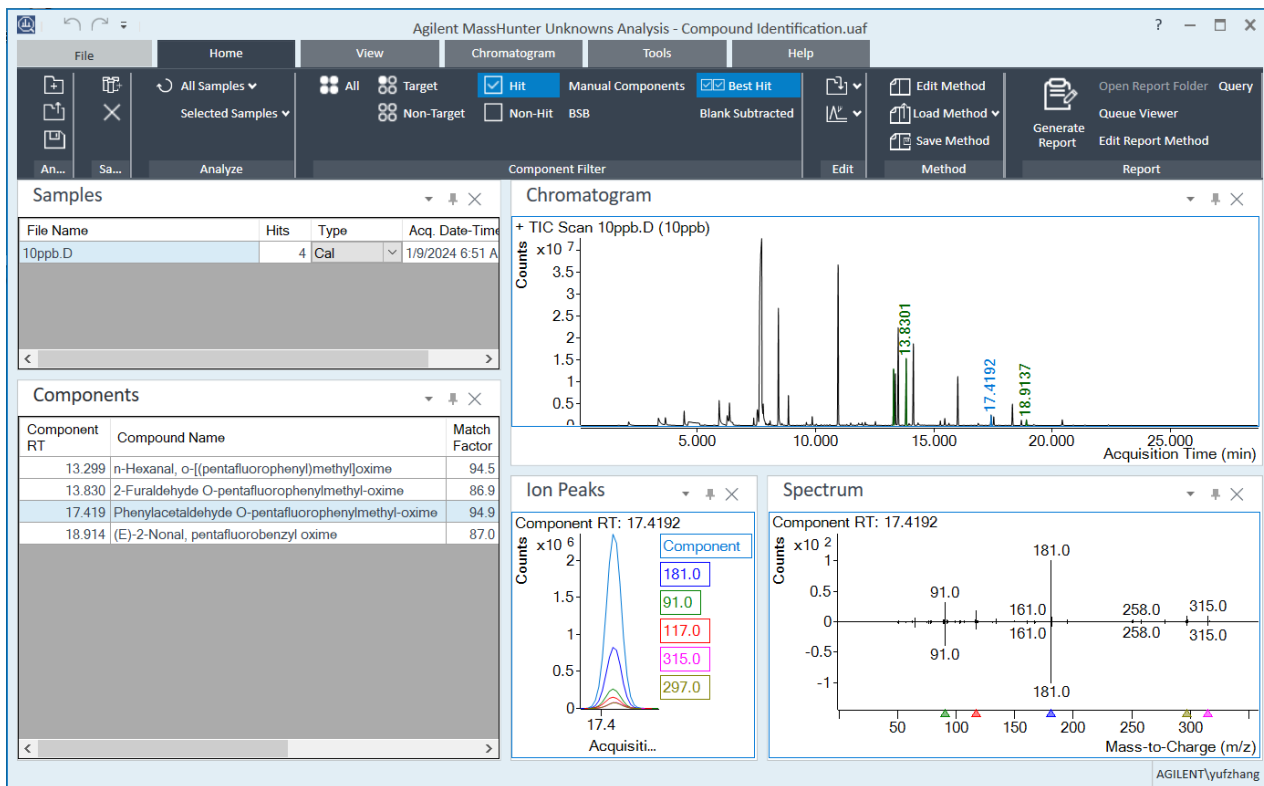 Agilent MassHunter Unknowns Analysis - Compound Identification.uaf
?
File Home View Chromatogram Tools Help
All Samples
Selected Samples
All Target Hit Manual Components Best Hit
Non-Target Non-Hit BSB Blank Subtracted
Edit Method
Load Method
Save Method
Generate
Report
Open Report Folder Query
Queue Viewer
Edit Report Method
An... Sa... Analyze Component Filter Edit Method Report
Samples
File Name Hits Type Acq. Date-Time
10ppb.D 4 Cal 1/9/2024 6:51 A
Components
Component
RT Compound Name Match
Factor
13.299 n-Hexanal, o-[(pentafluorophenyl)methyl]oxime 94.5
13.830 2-Furaldehyde O-pentafluorophenylmethyl-oxime 86.9
17.419 Phenylacetaldehyde O-pentafluorophenylmethyl-oxime 94.9
18.914 (E)-2-Nonal, pentafluorobenzyl oxime 87.0
Chromatogram
+ TIC Scan 10ppb.D (10ppb)
Counts
x10 7
3.5
3
2.5
2
1.5
1
0.5
0
13.8301
17.4192
18.9137
5.000 10.000 15.000 20.000 25.000
Acquisition Time (min)
Ion Peaks
Component RT: 17.4192
Counts
x10 6
2
1.5
1
0.5
0
Component
181.0
91.0
117.0
315.0
297.0
17.4
Acquisiti...
Spectrum
Component RT: 17.4192
Counts
x10 2
1
0.5
0
-0.5
-1
181.0
91.0
161.0
258.0
315.0
91.0
161.0
258.0
315.0
181.0
50 100 150 200 250 300
Mass-to-Charge (m/z)
AGILENT\yufzhang